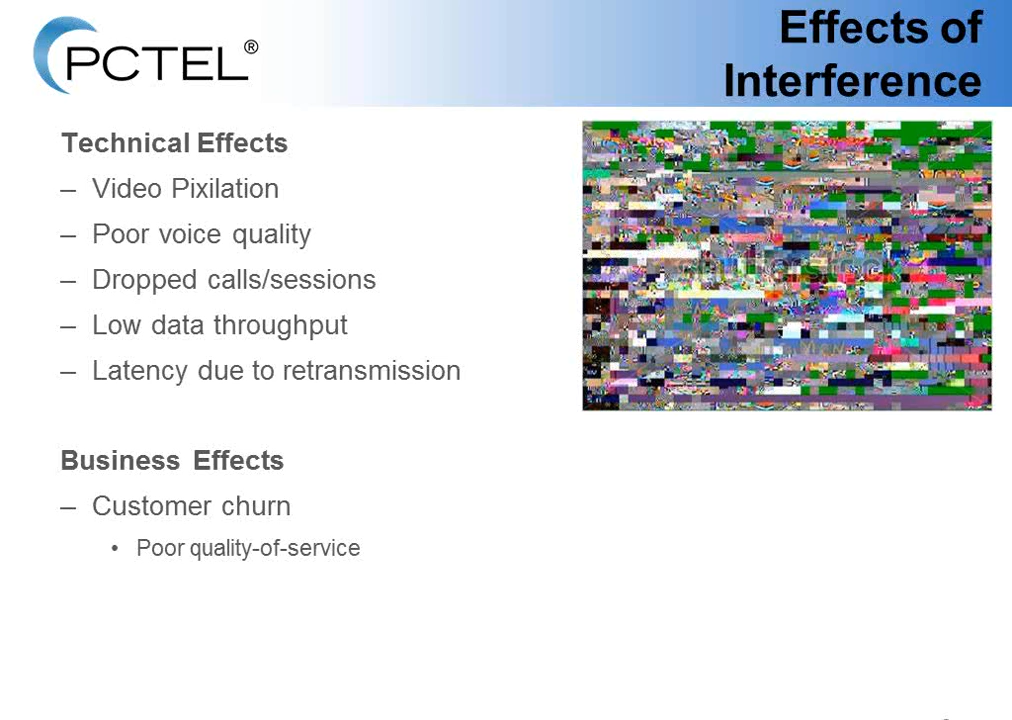 PCTEL®
Effects of
Interference
Technical Effects
– Video Pixilation
– Poor voice quality
– Dropped calls/sessions
– Low data throughput
– Latency due to retransmission
Business Effects
– Customer churn
• Poor quality-of-service